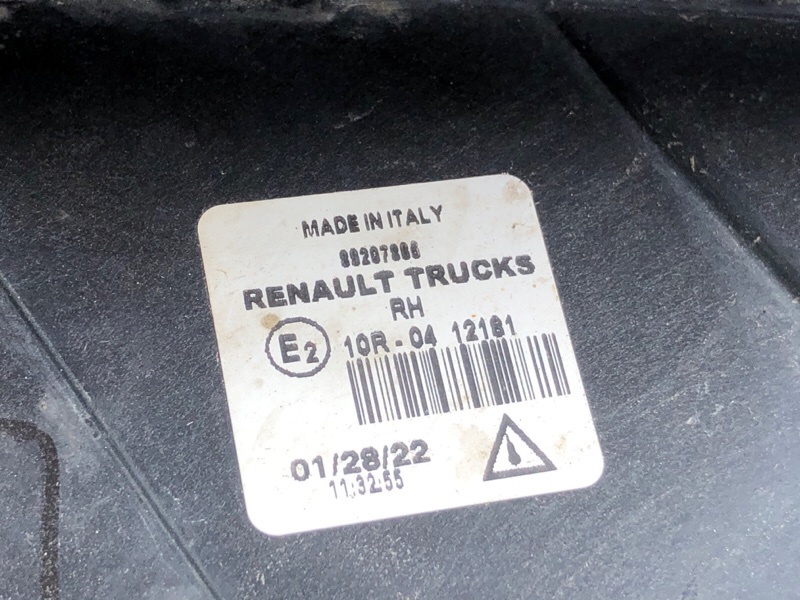 MADE IN ITALY
RENAULT TRUCKS
RH
E2
10R - 04 12181
01/28/22
11:32:55